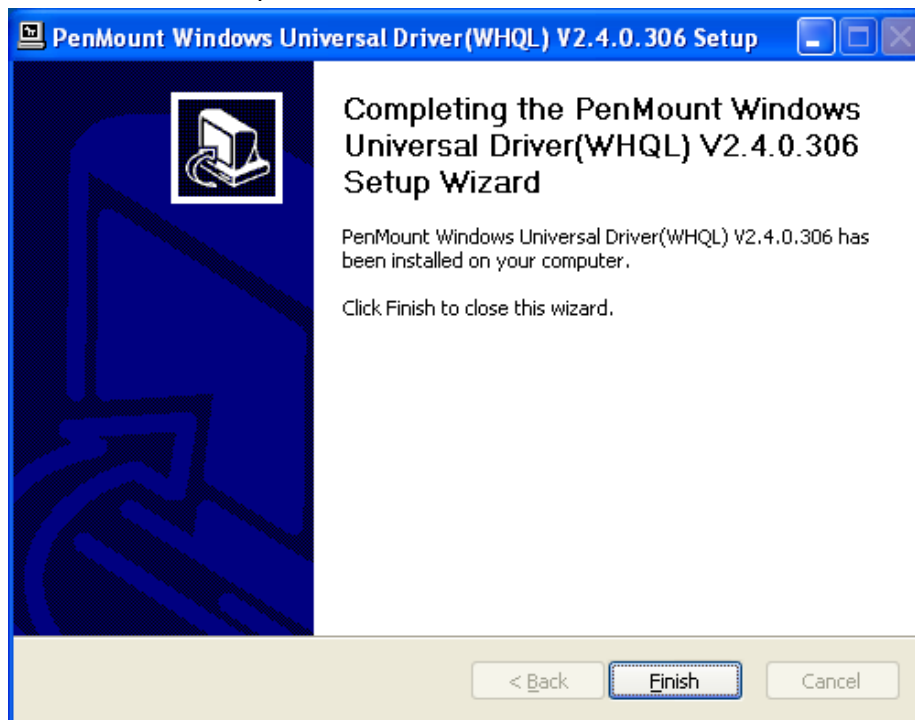 PenMount Windows Universal Driver(WHQL) V2.4.0.306 Setup
Completing the PenMount Windows
Universal Driver(WHQL) V2.4.0.306
Setup Wizard
PenMount Windows Universal Driver(WHQL) V2.4.0.306 has
been installed on your computer.
Click Finish to close this wizard.
< Back
Finish
Cancel